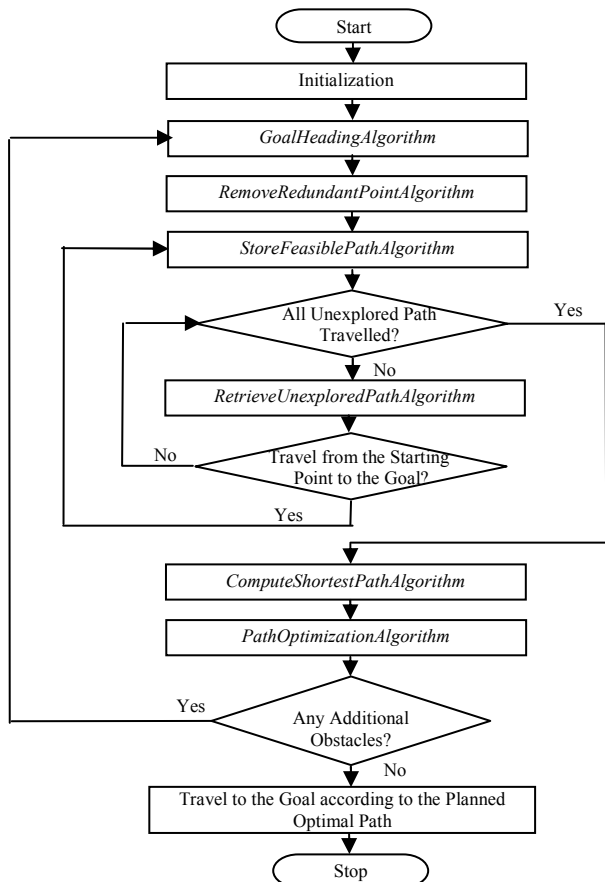 Start
Initialization
GoalHeadingAlgorithm
RemoveRedundantPointAlgorithm
StoreFeasiblePathAlgorithm
All Unexplored Path
Travelled?
Yes
No
RetrieveUnexploredPathAlgorithm
Travel from the Starting
Point to the Goal?
No
Yes
ComputeShortestPathAlgorithm
PathOptimizationAlgorithm
Yes
Any Additional
Obstacles?
No
Travel to the Goal according to the Planned
Optimal Path
Stop